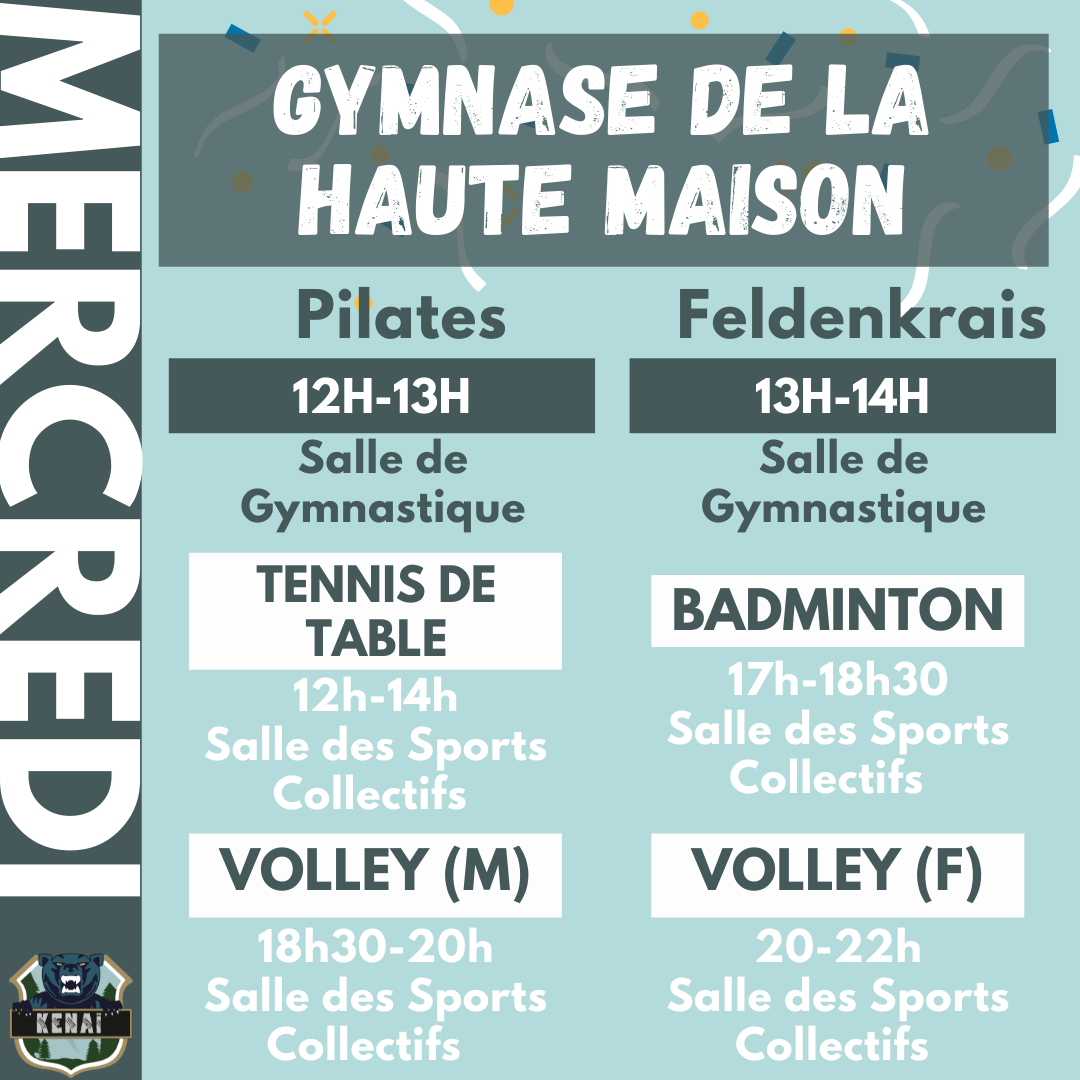 MERCREDI
GYMNASE DE LA
HAUTE MAISON
Pilates
12H-13H
Salle de
Gymnastique
Feldenkrais
13H-14H
Salle de
Gymnastique
TENNIS DE
TABLE
12h-14h
Salle des Sports
Collectifs
BADMINTON
17h-18h30
Salle des Sports
Collectifs
VOLLEY (M)
18h30-20h
Salle des Sports
Collectifs
VOLLEY (F)
20-22h
Salle des Sports
Collectifs
KENAI